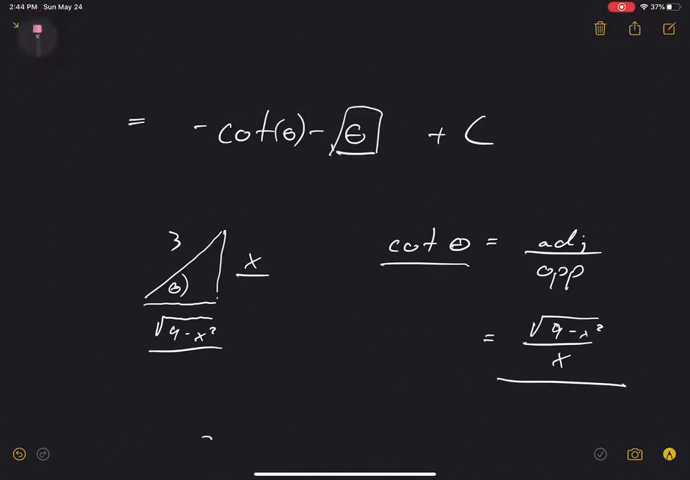 2:44 PM Sun May 24 37%
= -cot(θ) - √θ + C
3
θ
x
√9-x²
cot θ = adj/opp
= √9-x²/x